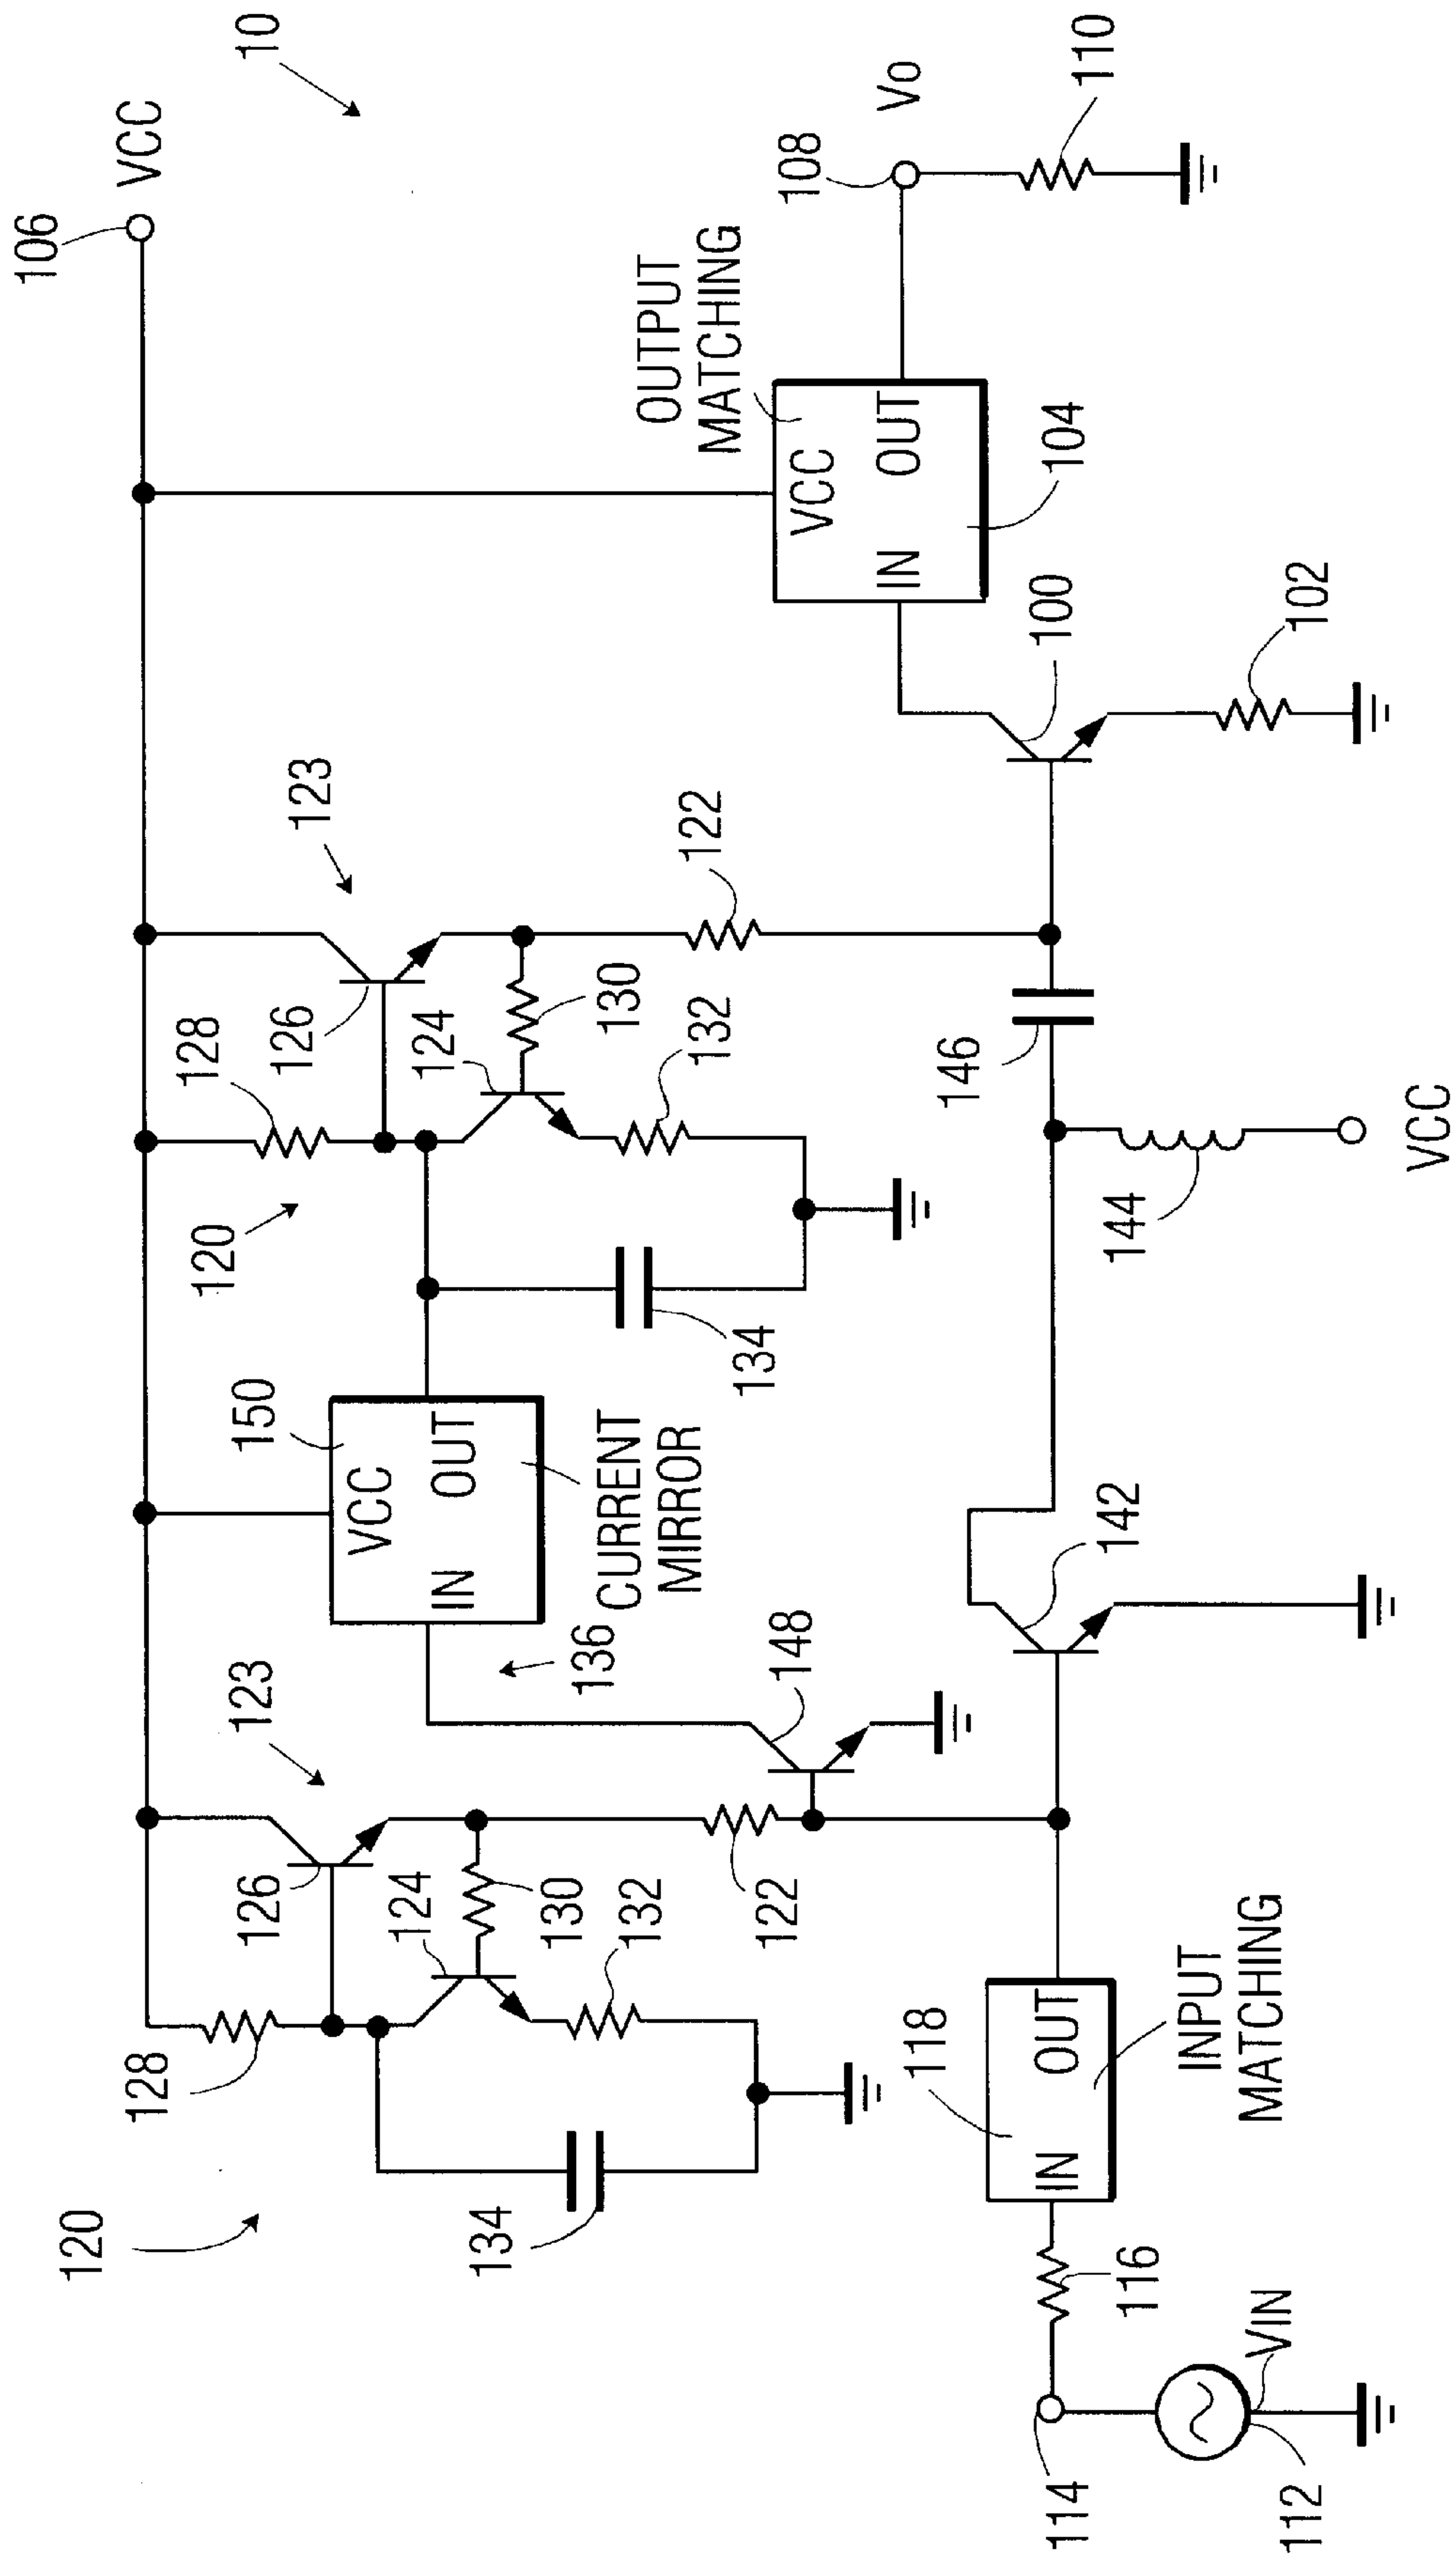 10
106
VCC
123
128
126
120
124
130
132
122
134
150
VCC
IN
OUT
CURRENT
MIRROR
136
123
126
128
124
130
132
122
148
120
134
OUTPUT
MATCHING
VCC
IN
OUT
104
108
Vo
110
100
102
146
144
VCC
142
118
IN
OUT
INPUT
MATCHING
116
114
VIN
112